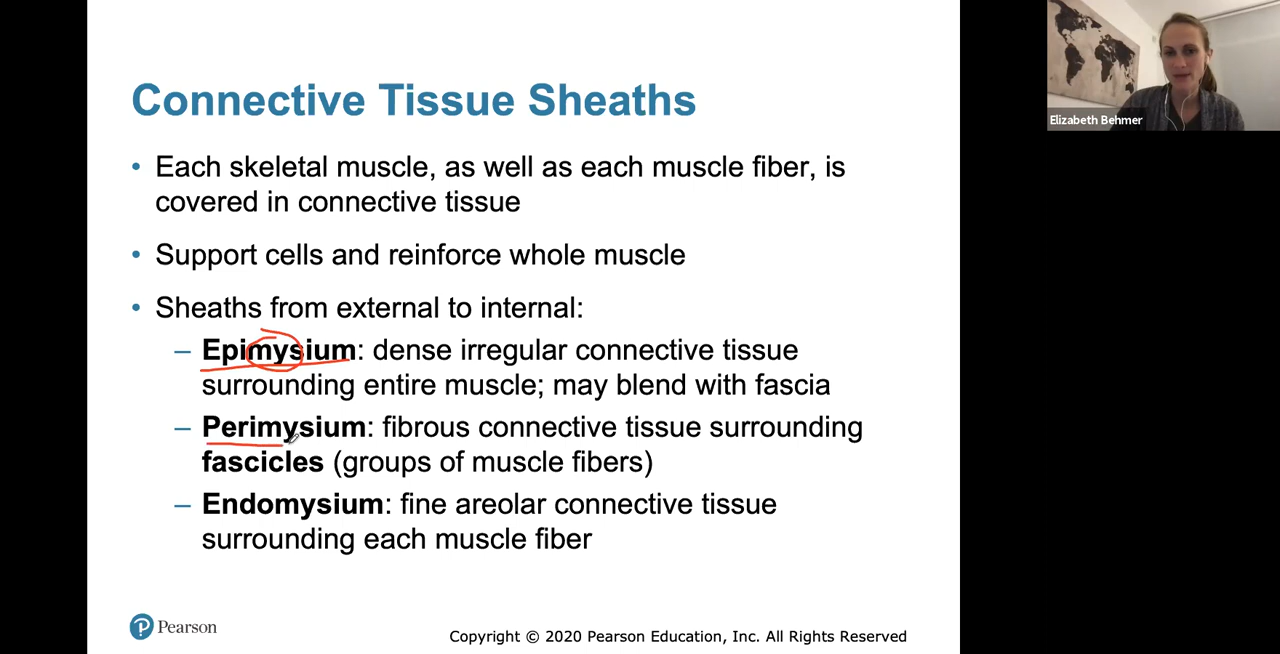 Connective Tissue Sheaths
• Each skeletal muscle, as well as each muscle fiber, is
covered in connective tissue
• Support cells and reinforce whole muscle
• Sheaths from external to internal:
– Epimysium: dense irregular connective tissue
surrounding entire muscle; may blend with fascia
– Perimysium: fibrous connective tissue surrounding
fascicles (groups of muscle fibers)
– Endomysium: fine areolar connective tissue
surrounding each muscle fiber
P Pearson
Copyright © 2020 Pearson Education, Inc. All Rights Reserved
Elizabeth Behmer